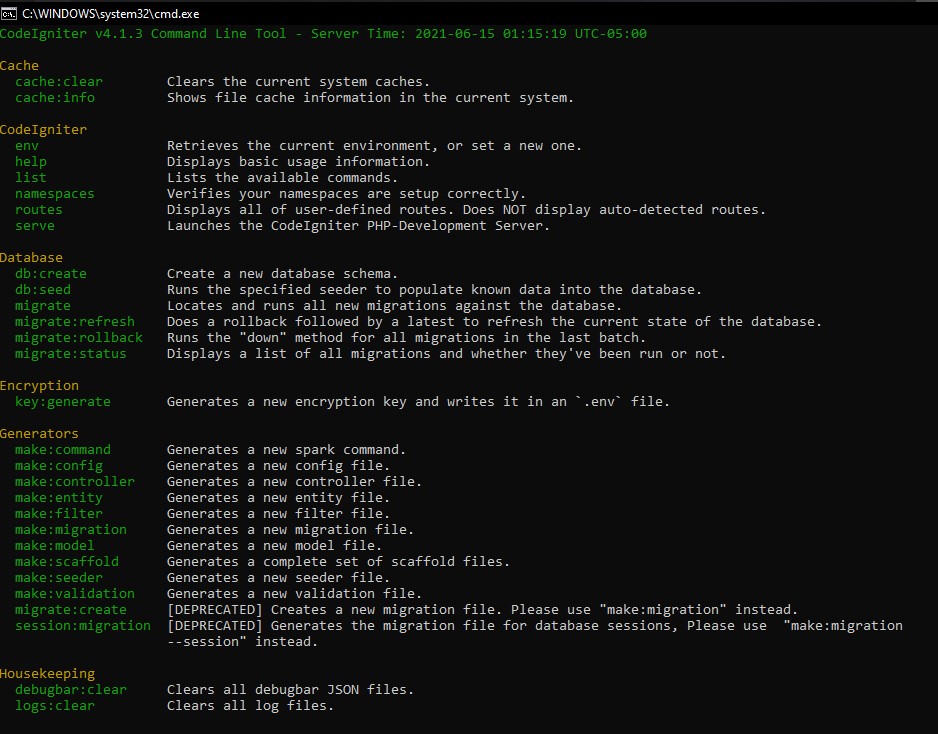 C:\WINDOWS\system32\cmd.exe
CodeIgniter v4.1.3 Command Line Tool - Server Time: 2021-06-15 01:15:19 UTC-05:00
Cache
cache:clear Clears the current system caches.
cache:info Shows file cache information in the current system.
CodeIgniter
env Retrieves the current environment, or set a new one.
help Displays basic usage information.
list Lists the available commands.
namespaces Verifies your namespaces are setup correctly.
routes Displays all of user-defined routes. Does NOT display auto-detected routes.
serve Launches the CodeIgniter PHP-Development Server.
Database
db:create Create a new database schema.
db:seed Runs the specified seeder to populate known data into the database.
migrate Locates and runs all new migrations against the database.
migrate:refresh Does a rollback followed by a latest to refresh the current state of the database.
migrate:rollback Runs the "down" method for all migrations in the last batch.
migrate:status Displays a list of all migrations and whether they've been run or not.
Encryption
key:generate Generates a new encryption key and writes it in an `.env` file.
Generators
make:command Generates a new spark command.
make:config Generates a new config file.
make:controller Generates a new controller file.
make:entity Generates a new entity file.
make:filter Generates a new filter file.
make:migration Generates a new migration file.
make:model Generates a new model file.
make:scaffold Generates a complete set of scaffold files.
make:seeder Generates a new seeder file.
make:validation Generates a new validation file.
migrate:create [DEPRECATED] Creates a new migration file. Please use "make:migration" instead.
session:migration [DEPRECATED] Generates the migration file for database sessions, Please use  "make:migration
--session" instead.
Housekeeping
debugbar:clear Clears all debugbar JSON files.
logs:clear Clears all log files.